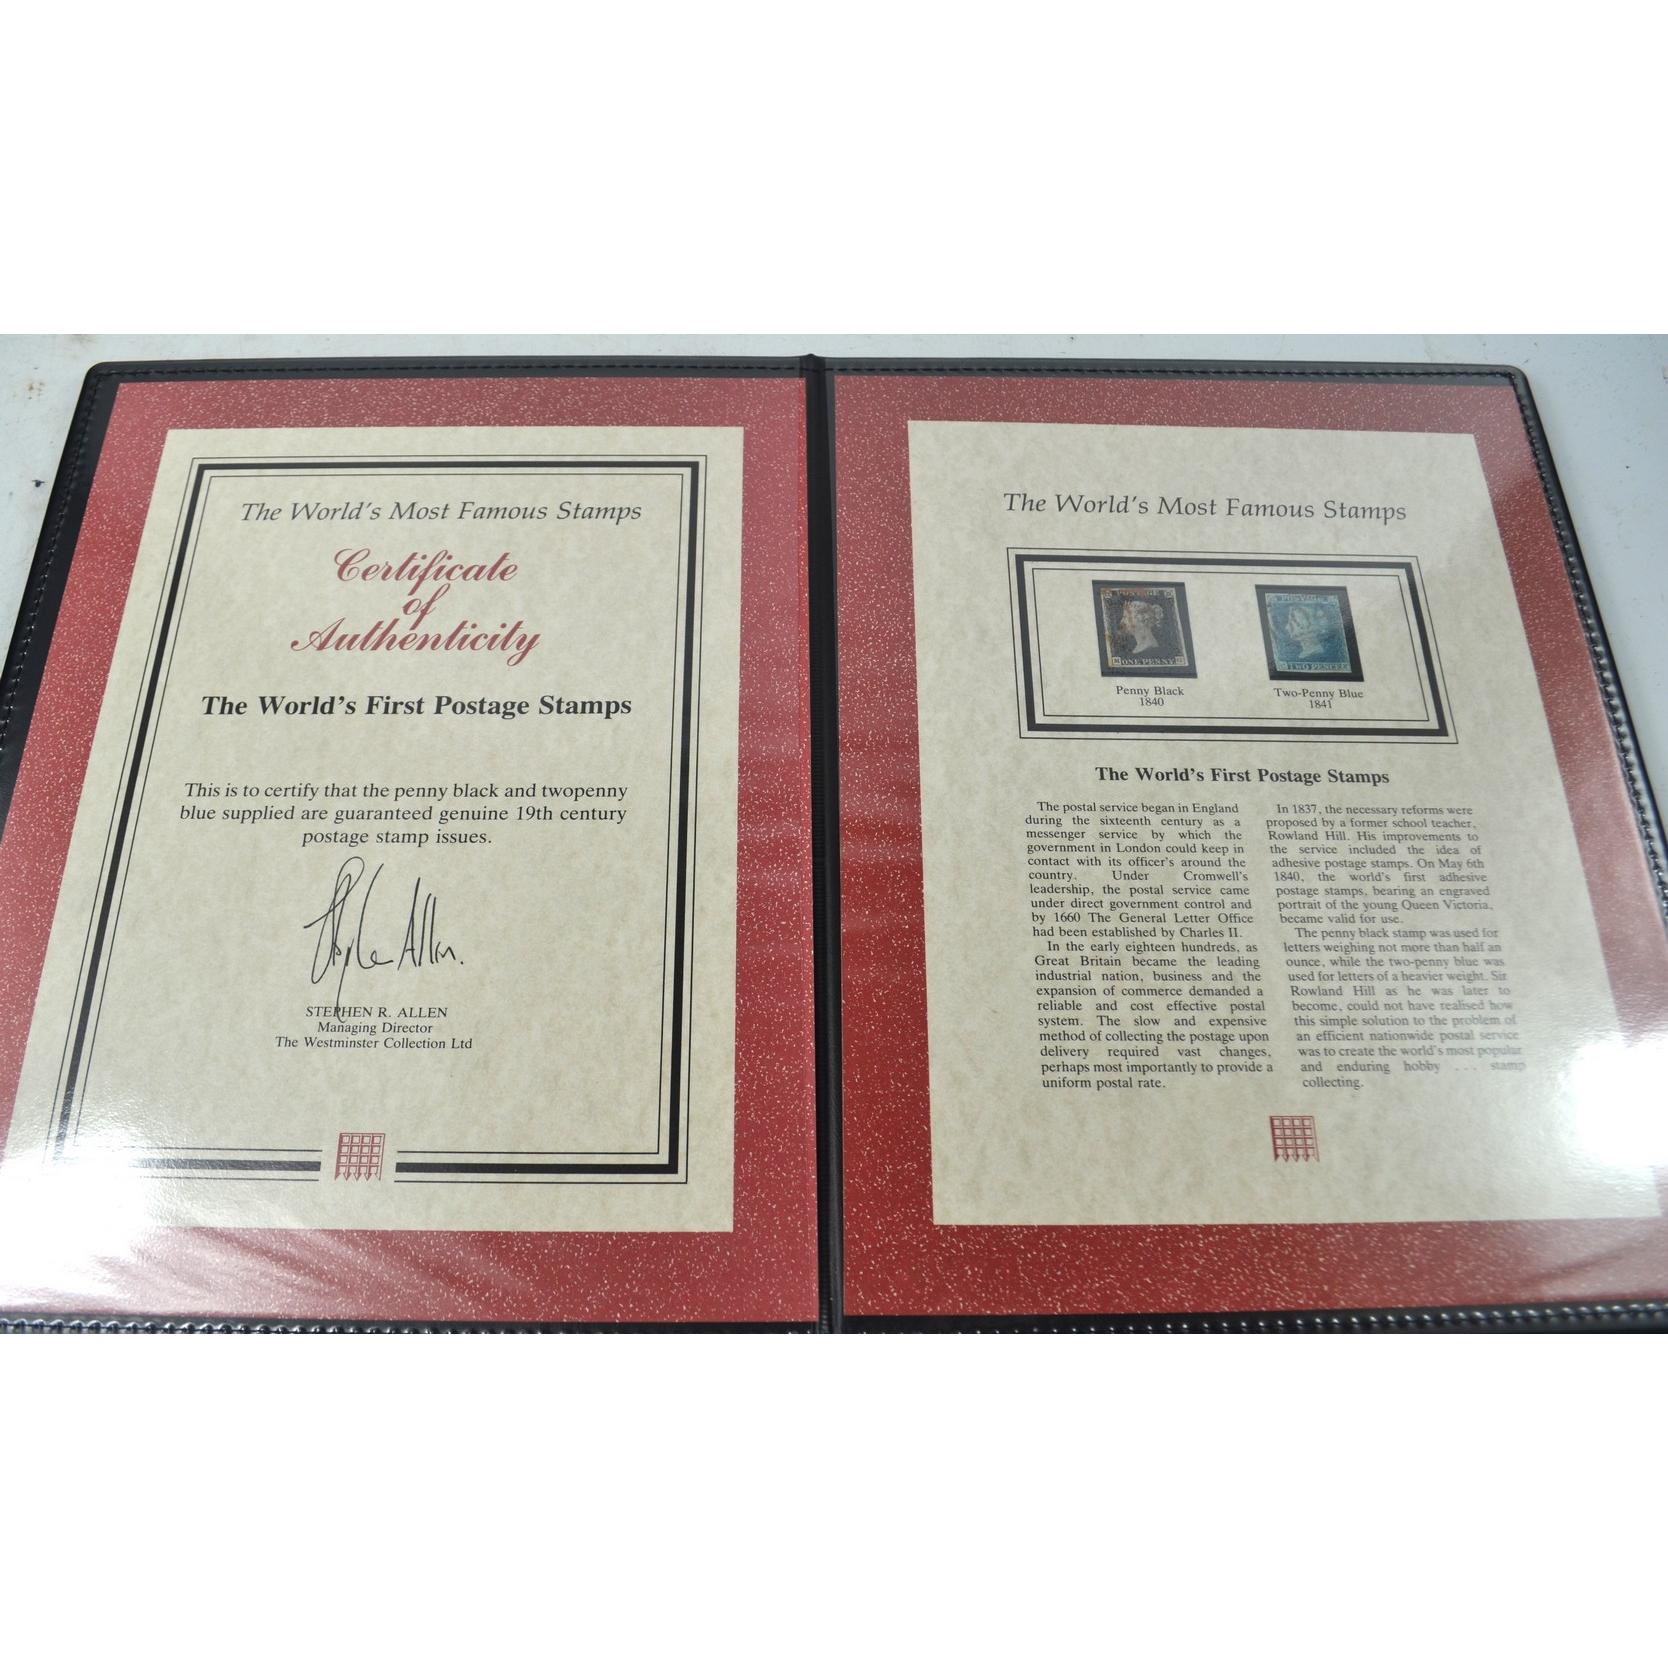 The World's Most Famous Stamps
Certificate
of
Authenticity
The World's First Postage Stamps
This is to certify that the penny black and twopenny
blue supplied are guaranteed genuine 19th century
postage stamp issues.
Stephen Allen.
STEPHEN R. ALLEN
Managing Director
The Westminster Collection Ltd
The World's Most Famous Stamps
POSTAGE
ONE PENNY
Penny Black
1840
POSTAGE
TWO PENCE
Two-Penny Blue
1841
The World's First Postage Stamps
The postal service began in England
during the sixteenth century as a
messenger service by which the
government in London could keep in
contact with its officer's around the
country. Under Cromwell's
leadership, the postal service came
under direct government control and
by 1660 The General Letter Office
had been established by Charles II.
In the early eighteen hundreds, as
Great Britain became the leading
industrial nation, business and the
expansion of commerce demanded a
reliable and cost effective postal
system. The slow and expensive
method of collecting the postage upon
delivery required vast changes,
perhaps most importantly to provide a
uniform postal rate.
In 1837, the necessary reforms were
proposed by a former school teacher,
Rowland Hill. His improvements to
the service included the idea of
adhesive postage stamps. On May 6th
1840, the world's first adhesive
postage stamps, bearing an engraved
portrait of the young Queen Victoria,
became valid for use.
The penny black stamp was used for
letters weighing not more than half an
ounce, while the two-penny blue was
used for letters of a heavier weight. Sir
Rowland Hill as he was later to
become, could not have realised how
this simple solution to the problem of
an efficient nationwide postal service
was to create the world's most popular
and enduring hobby . . . stamp
collecting.